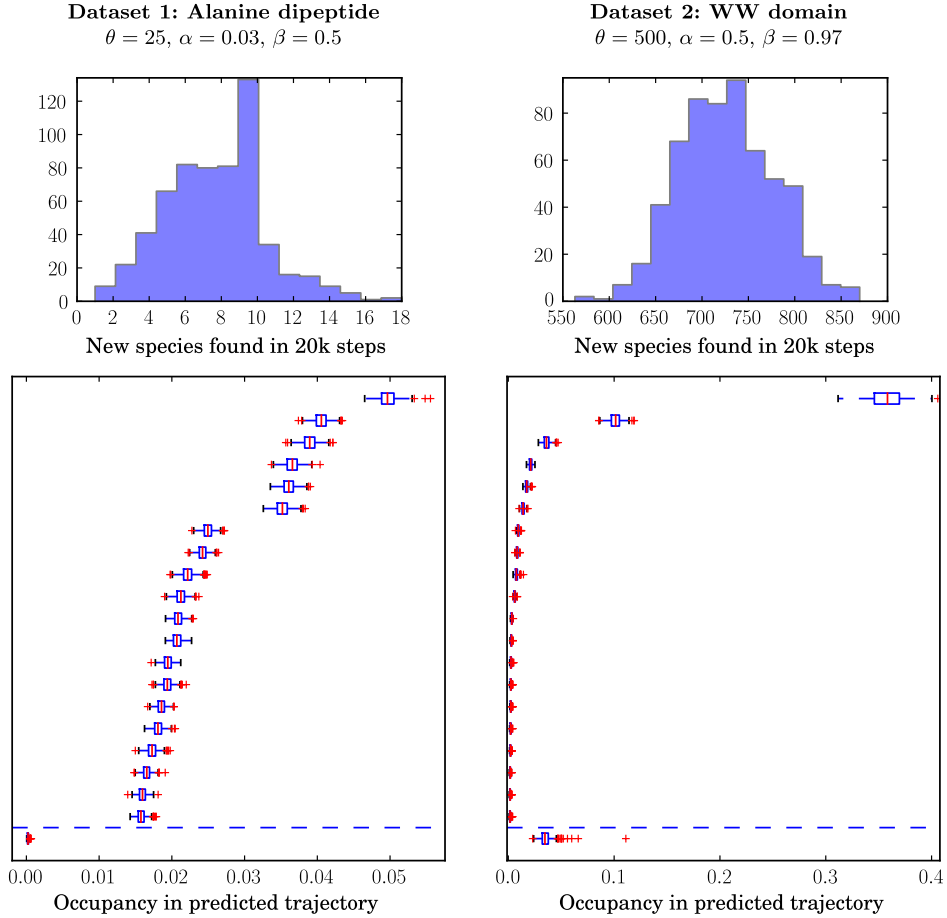 Dataset 1: Alanine dipeptide
θ = 25, α = 0.03, β = 0.5
120
100
80
60
40
20
0
0 2 4 6 8 10 12 14 16 18
New species found in 20k steps
0.00 0.01 0.02 0.03 0.04 0.05
Occupancy in predicted trajectory
Dataset 2: WW domain
θ = 500, α = 0.5, β = 0.97
80
60
40
20
0
550 600 650 700 750 800 850 900
New species found in 20k steps
0.0 0.1 0.2 0.3 0.4
Occupancy in predicted trajectory